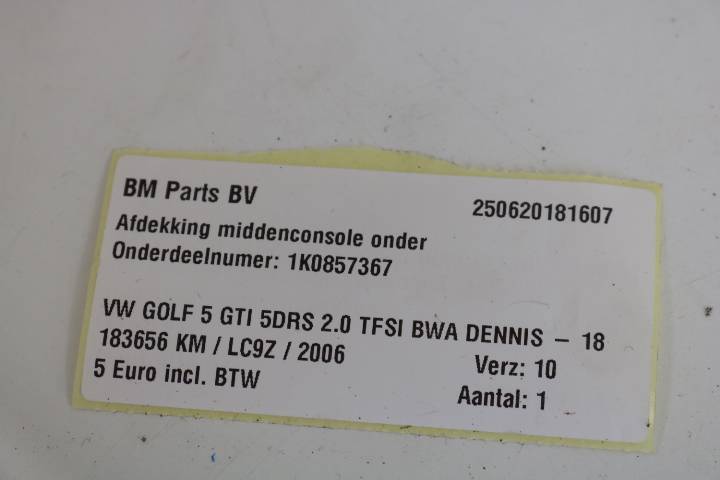 BM Parts BV 250620181607
Afdekking middenconsole onder
Onderdeelnumer: 1K0857367
VW GOLF 5 GTI 5DRS 2.0 TFSI BWA DENNIS – 18
183656 KM / LC9Z / 2006 Verz: 10
5 Euro incl. BTW Aantal: 1